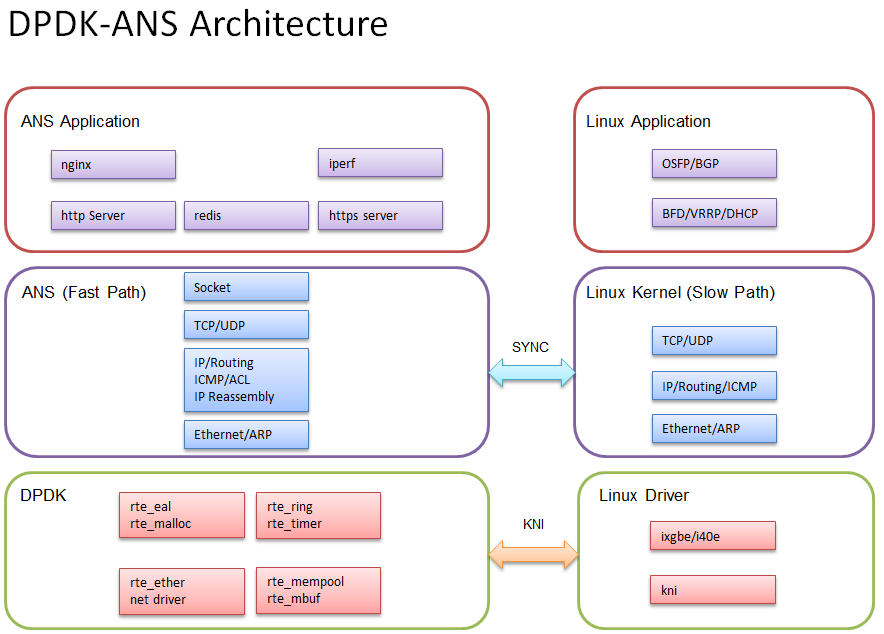 DPDK-ANS Architecture
ANS Application
nginx
iperf
http Server
redis
https server
Linux Application
OSFP/BGP
BFD/VRRP/DHCP
ANS (Fast Path)
Socket
TCP/UDP
IP/Routing
ICMP/ACL
IP Reassembly
Ethernet/ARP
SYNC
Linux Kernel (Slow Path)
TCP/UDP
IP/Routing/ICMP
Ethernet/ARP
DPDK
rte_eal
rte_malloc
rte_ring
rte_timer
rte_ether
net driver
rte_mempool
rte_mbuf
KNI
Linux Driver
ixgbe/i40e
kni